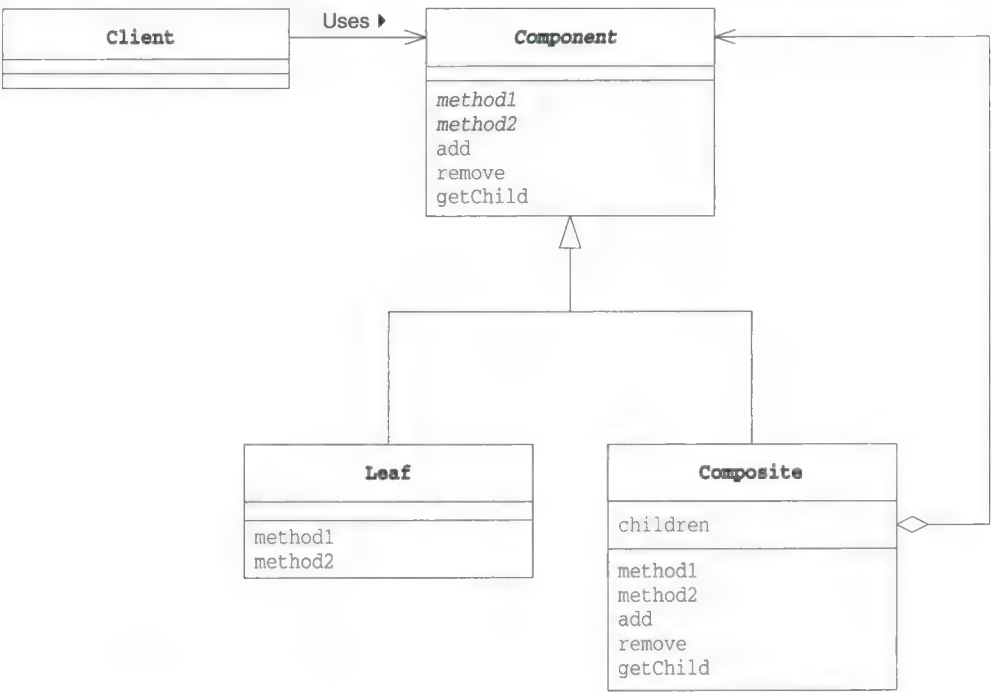 Client
Uses ▶
Component
method1
method2
add
remove
getChild
Leaf
method1
method2
Composite
children
method1
method2
add
remove
getChild